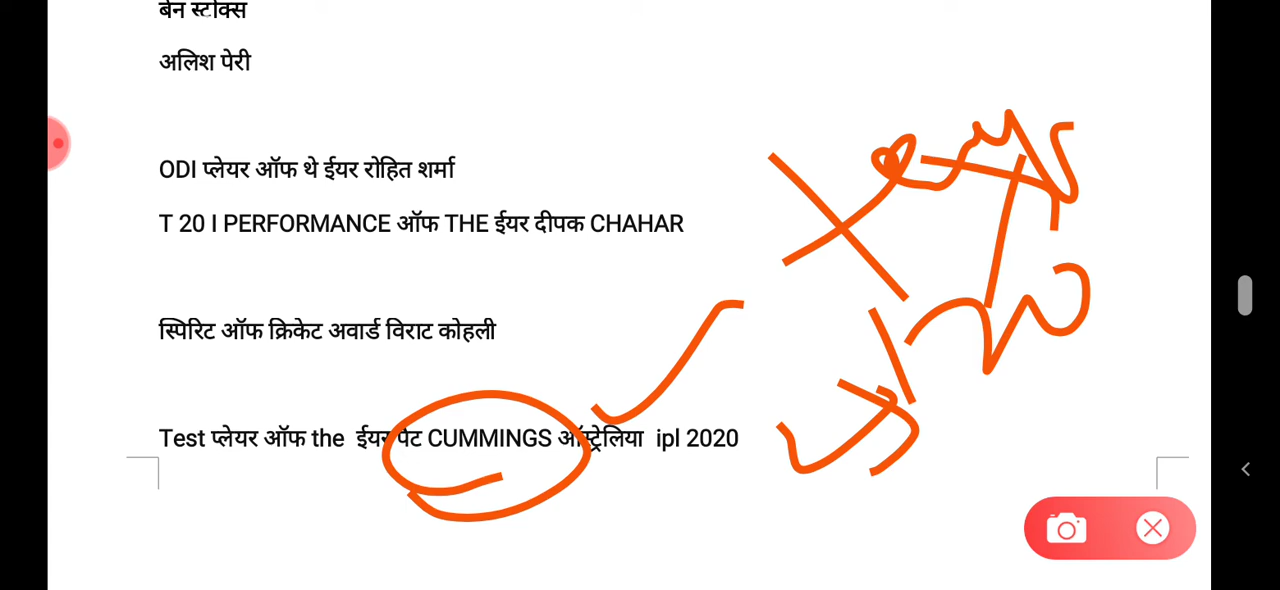 बेन स्टोक्स
अलिश पेरी
ODI प्लेयर ऑफ थे ईयर रोहित शर्मा
T 20 I PERFORMANCE ऑफ THE ईयर दीपक CHAHAR
स्पिरिट ऑफ क्रिकेट अवार्ड विराट कोहली
Test प्लेयर ऑफ the ईयर पैट CUMMINGS ऑस्ट्रेलिया ipl 2020